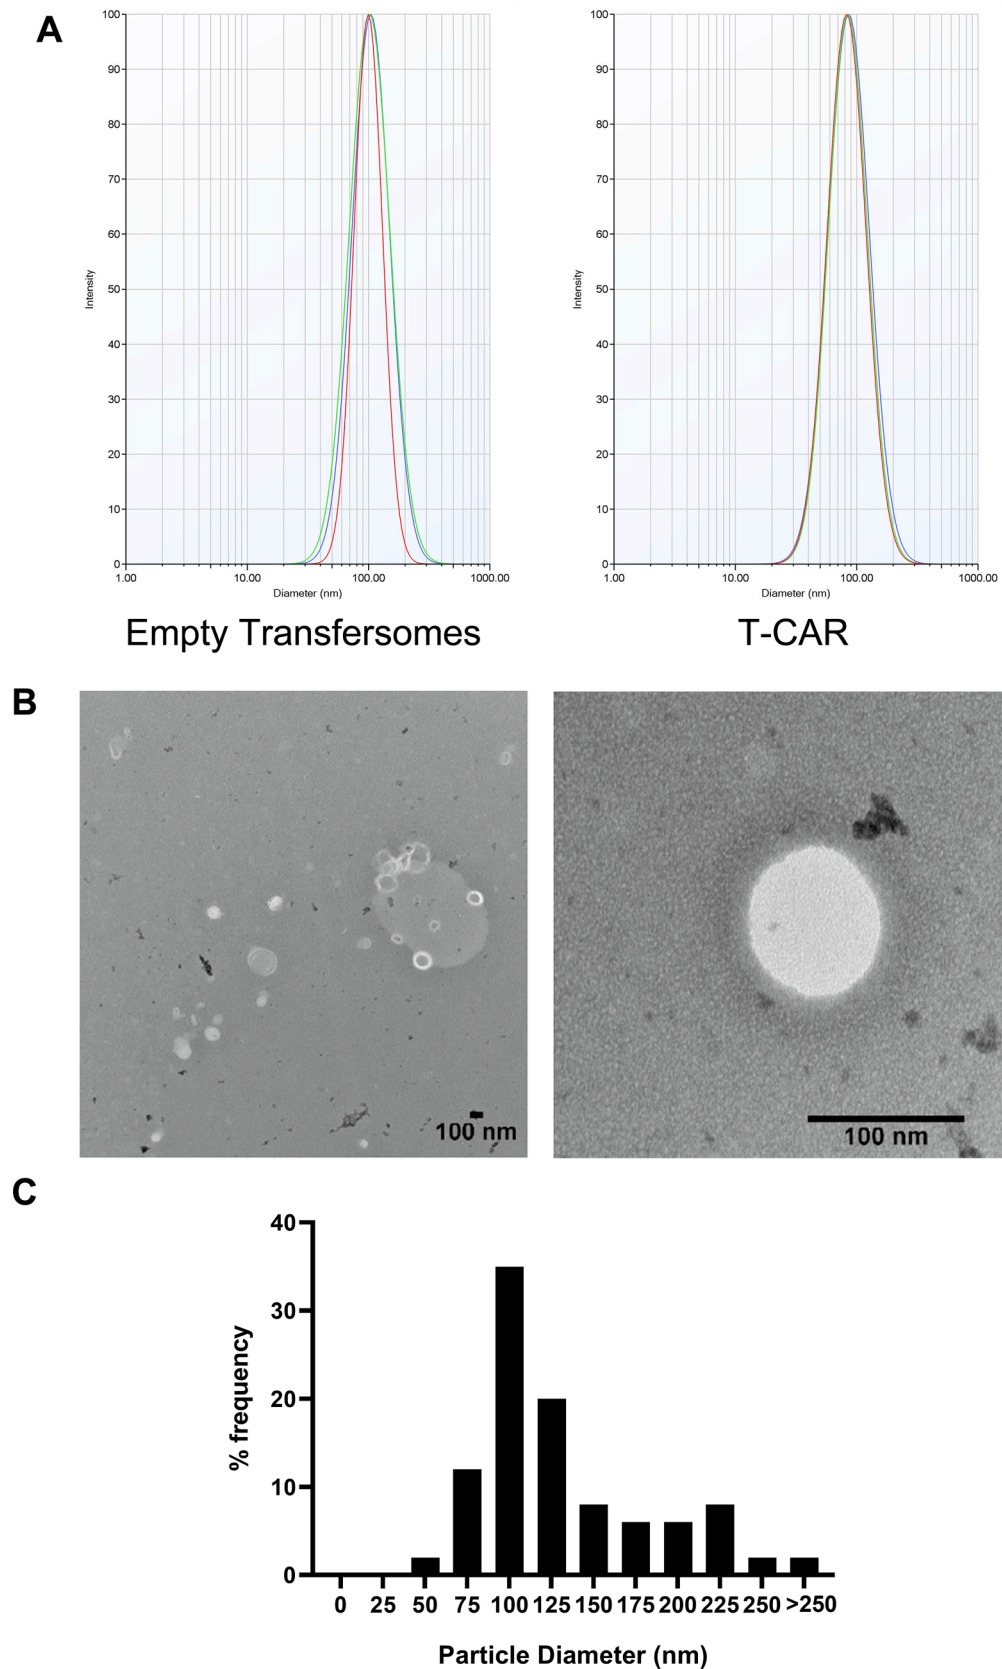 A
100
90
80
70
60
50
40
30
20
10
0
Intensity
1.00 10.00 100.00 1000.00
Diameter (nm)
Empty Transfersomes
100
90
80
70
60
50
40
30
20
10
0
Intensity
1.00 10.00 100.00 1000.00
Diameter (nm)
T-CAR
B
100 nm
100 nm
C
40
30
20
10
0
% frequency
0 25 50 75 100 125 150 175 200 225 250 >250
Particle Diameter (nm)